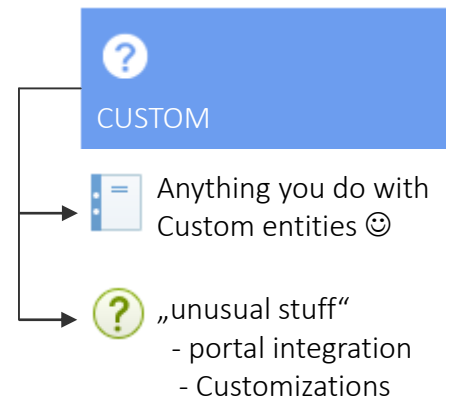 CUSTOM
Anything you do with
Custom entities ☺
„unusual stuff“
- portal integration
- Customizations